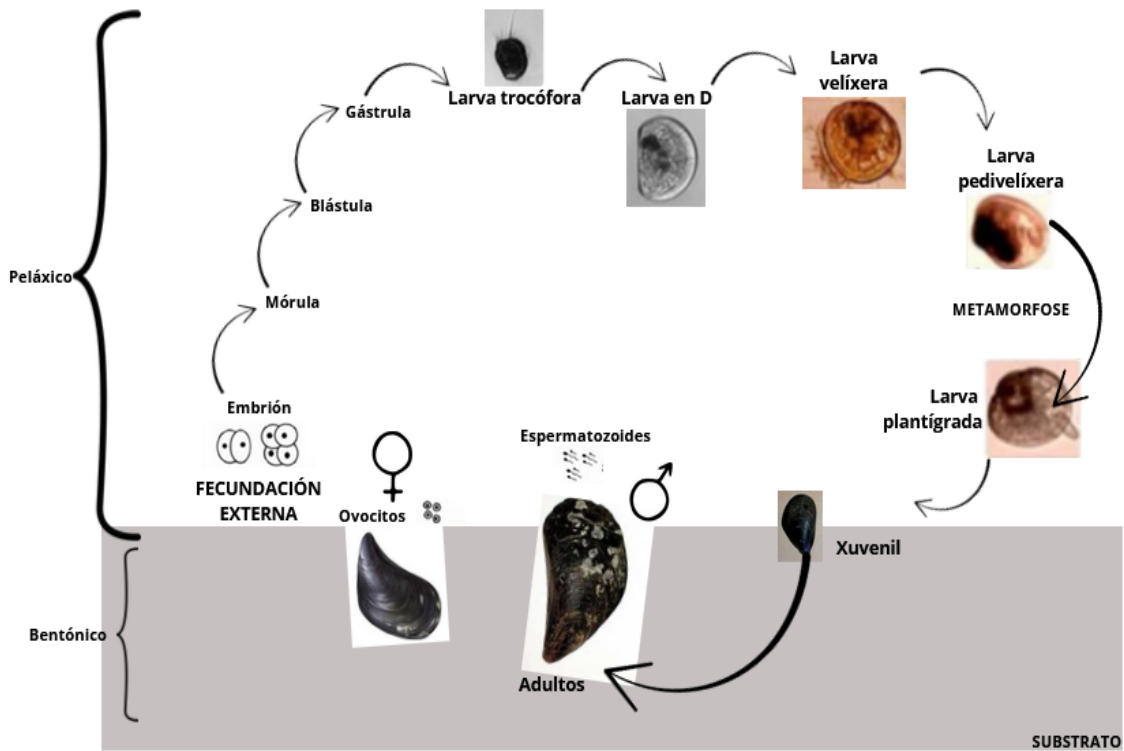 Larva trocófora
Larva en D
Larva
velíxera
Gástrula
Larva
pedivelíxera
Blástula
Peláxico
Mórula
METAMORFOSE
Larva
plantígrada
Embrión
Espermatozoides
FECUNDACIÓN
EXTERNA
Ovocitos
Xuvenil
Bentónico
Adultos
SUBSTRATO